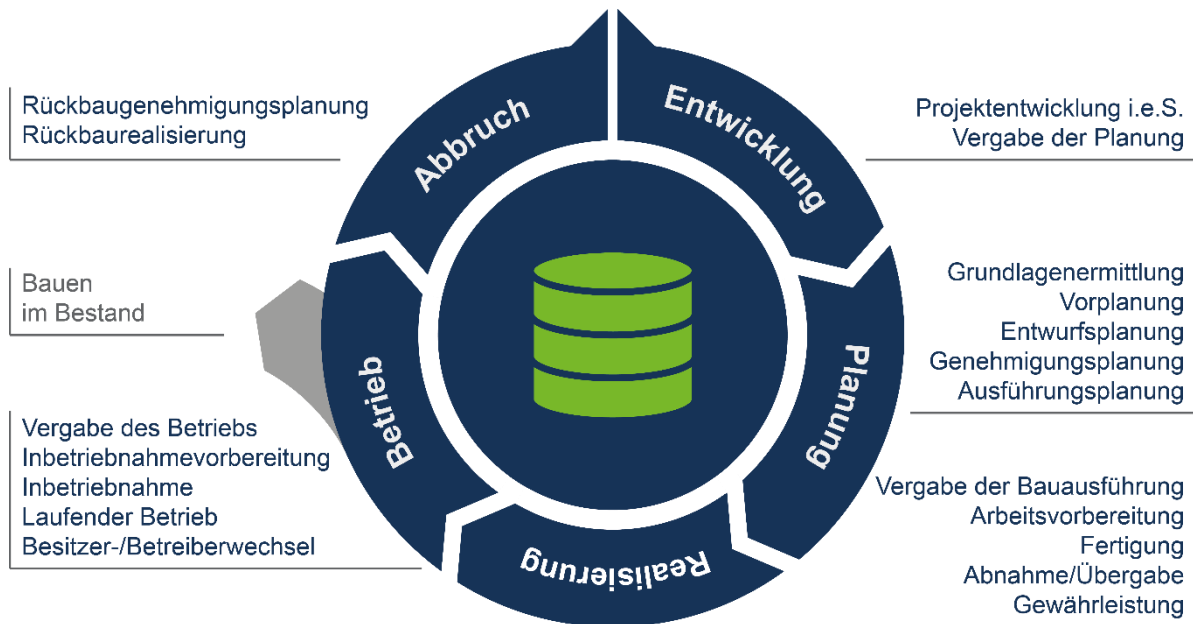 Entwicklung
Projektentwicklung i.e.S.
Vergabe der Planung
Planung
Grundlagenermittlung
Vorplanung
Entwurfsplanung
Genehmigungsplanung
Ausführungsplanung
Realisierung
Vergabe der Bauausführung
Arbeitsvorbereitung
Fertigung
Abnahme/Übergabe
Gewährleistung
Betrieb
Vergabe des Betriebs
Inbetriebnahmevorbereitung
Inbetriebnahme
Laufender Betrieb
Besitzer-/Betreiberwechsel
Bauen
im Bestand
Abbruch
Rückbaugenehmigungsplanung
Rückbaurealisierung